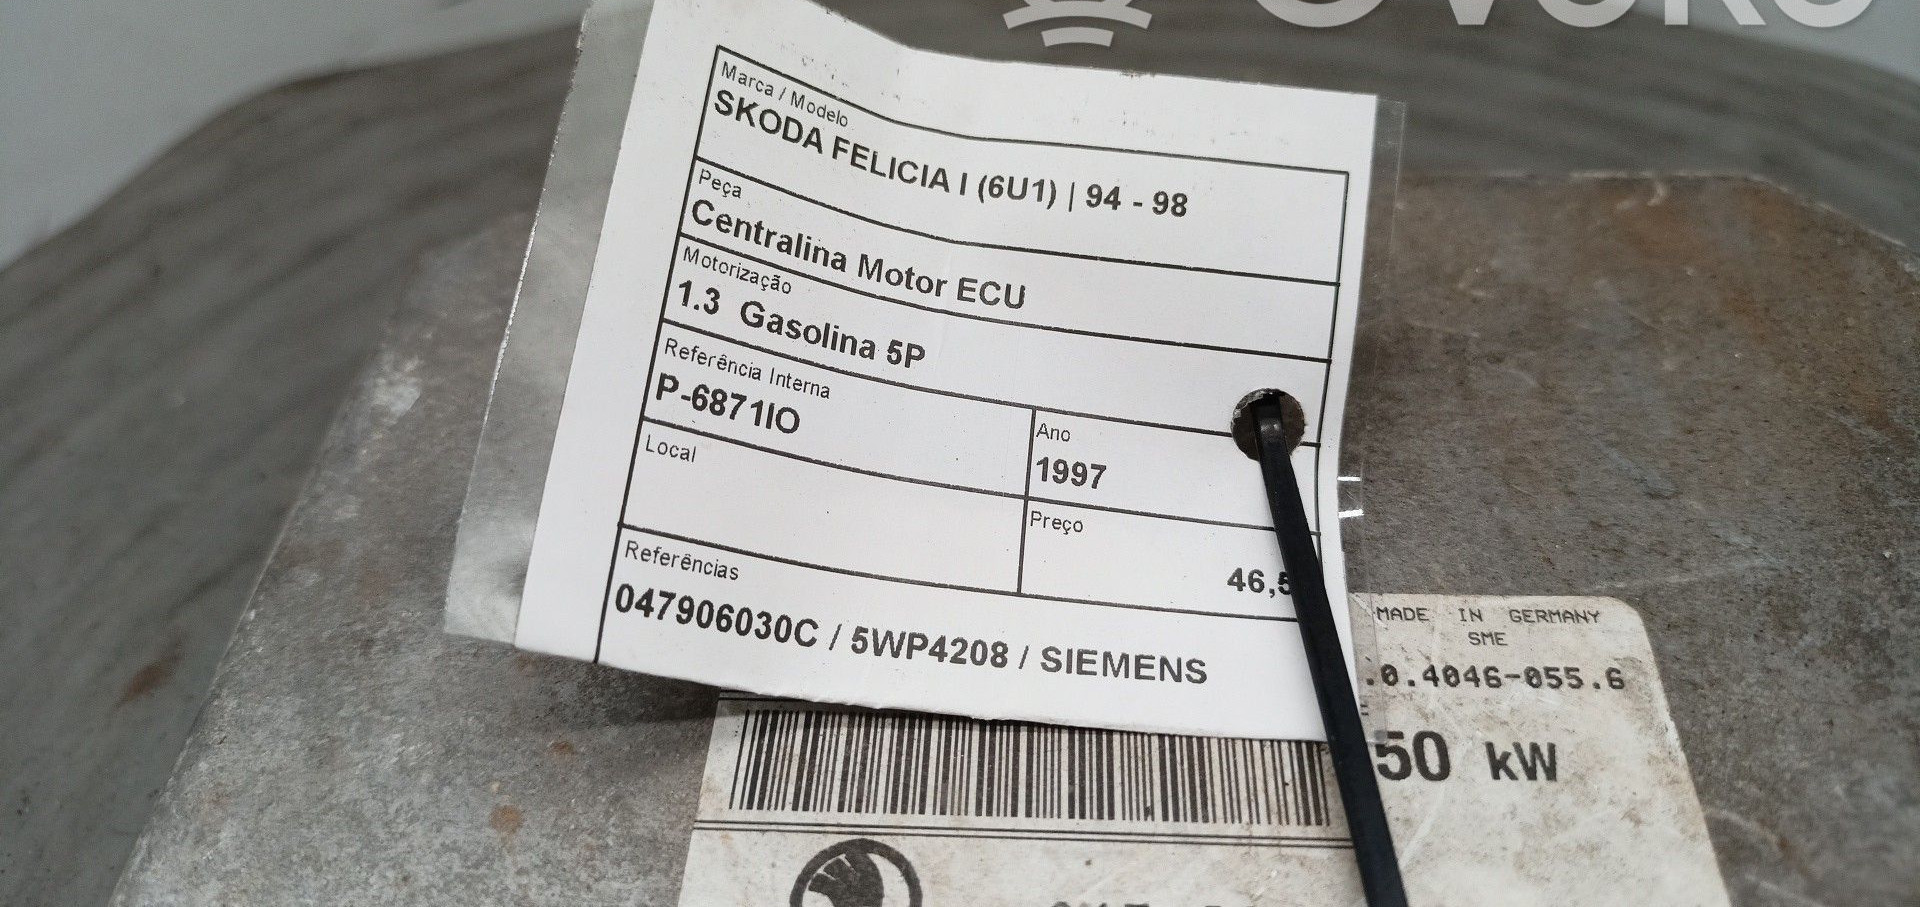 Marca / Modelo
SKODA FELICIA I (6U1) | 94 - 98
Peça
Centralina Motor ECU
Motorização
1.3 Gasolina 5P
Referência Interna
P-6871IO
Ano
1997
Local
Preço
46,5
Referências
047906030C / 5WP4208 / SIEMENS
MADE IN GERMANY
SME
.0.4046-055.6
50 kW